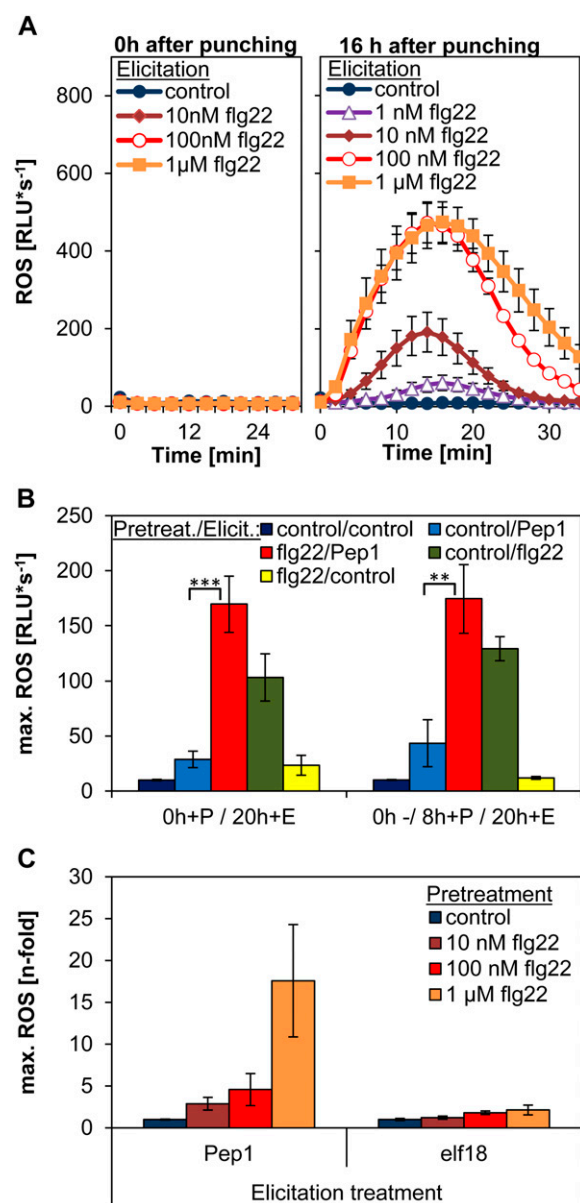 A
0h after punching
16 h after punching
ROS [RLU*s⁻¹]
800
600
400
200
0
Elicitation
control
10nM flg22
100nM flg22
1µM flg22
0 12 24
Time [min]
Elicitation
control
1 nM flg22
10 nM flg22
100 nM flg22
1 µM flg22
0 10 20 30
Time [min]
B
max. ROS [RLU*s⁻¹]
250
200
150
100
50
0
Pretreat./Elicit.:
control/control
control/Pep1
flg22/Pep1
control/flg22
flg22/control
***
**
0h+P / 20h+E
0h -/ 8h+P / 20h+E
C
max. ROS [n-fold]
30
25
20
15
10
5
0
Pretreatment
control
10 nM flg22
100 nM flg22
1 µM flg22
Pep1
elf18
Elicitation treatment